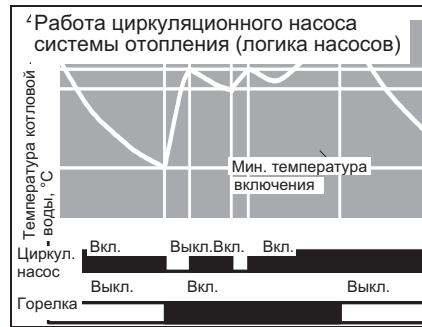 Работа циркуляционного насоса
системы отопления (логика насосов)
Температура котловой
воды, °C
Мин. температура
включения
Циркул.
насос
Вкл.
Выкл.
Вкл.
Вкл.
Горелка
Выкл.
Вкл.
Выкл.